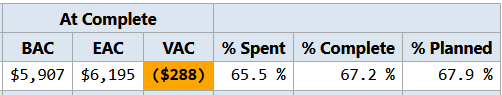 At Complete
BAC EAC VAC % Spent % Complete % Planned
$5,907 $6,195 ($288) 65.5 % 67.2 % 67.9 %